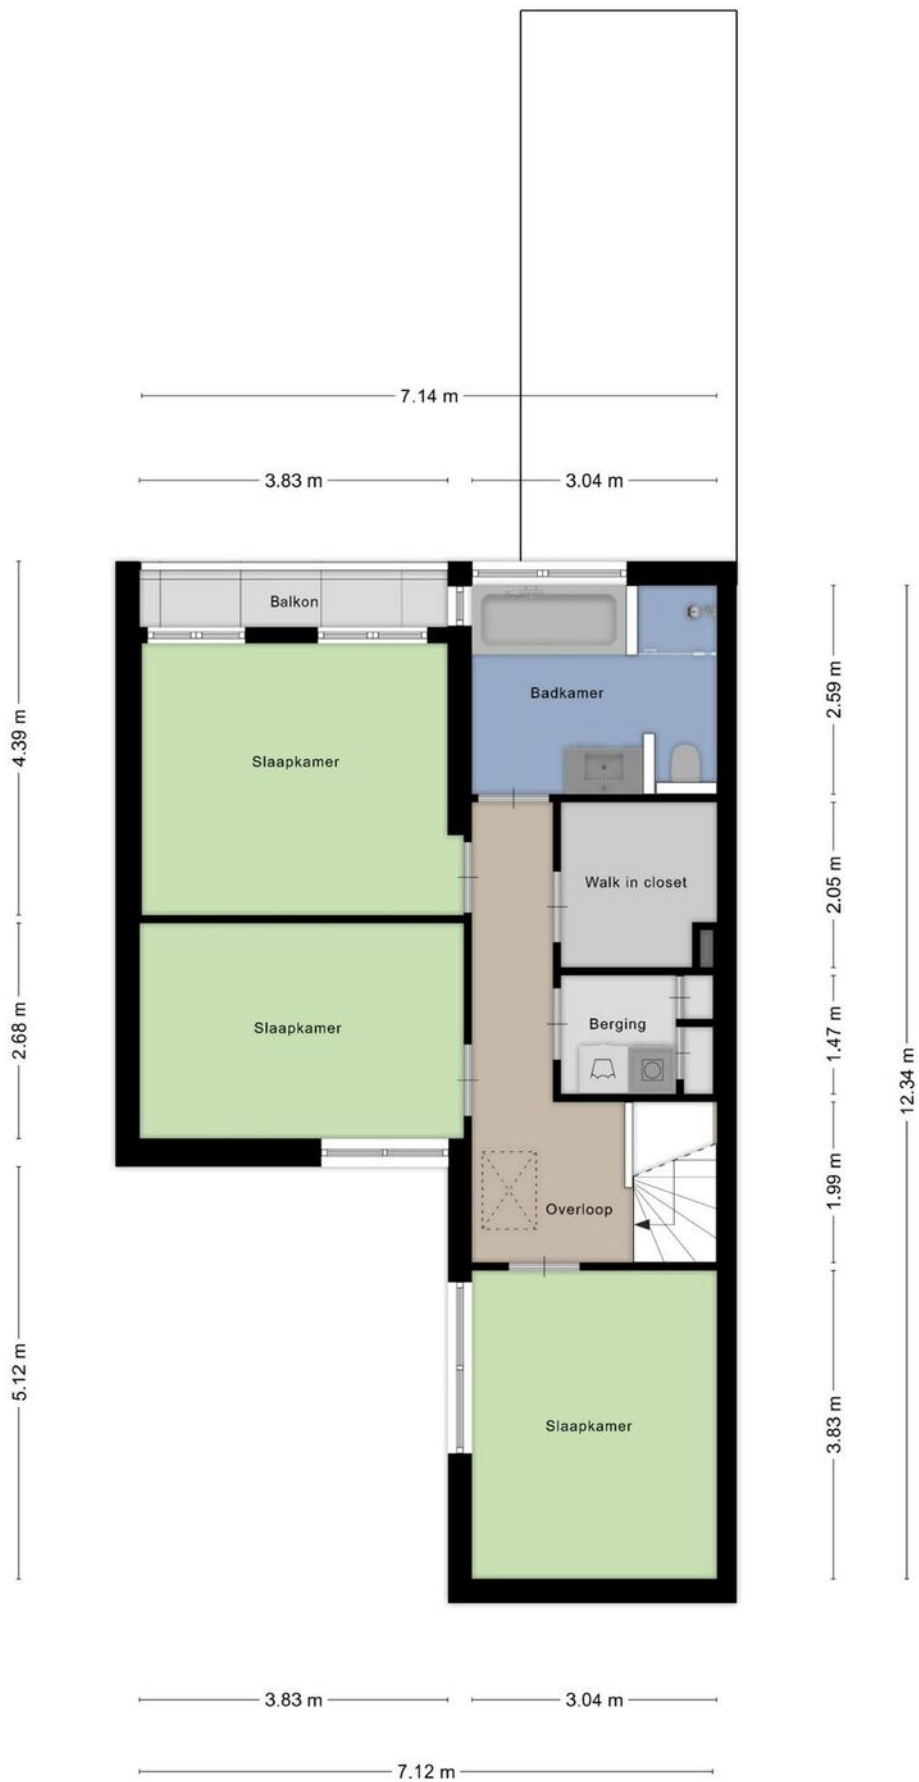 7.14 m
3.83 m
3.04 m
Balkon
Badkamer
2.59 m
4.39 m
Slaapkamer
Walk in closet
2.05 m
Slaapkamer
Berging
2.68 m
1.47 m
12.34 m
Overloop
1.99 m
5.12 m
Slaapkamer
3.83 m
3.83 m
3.04 m
7.12 m